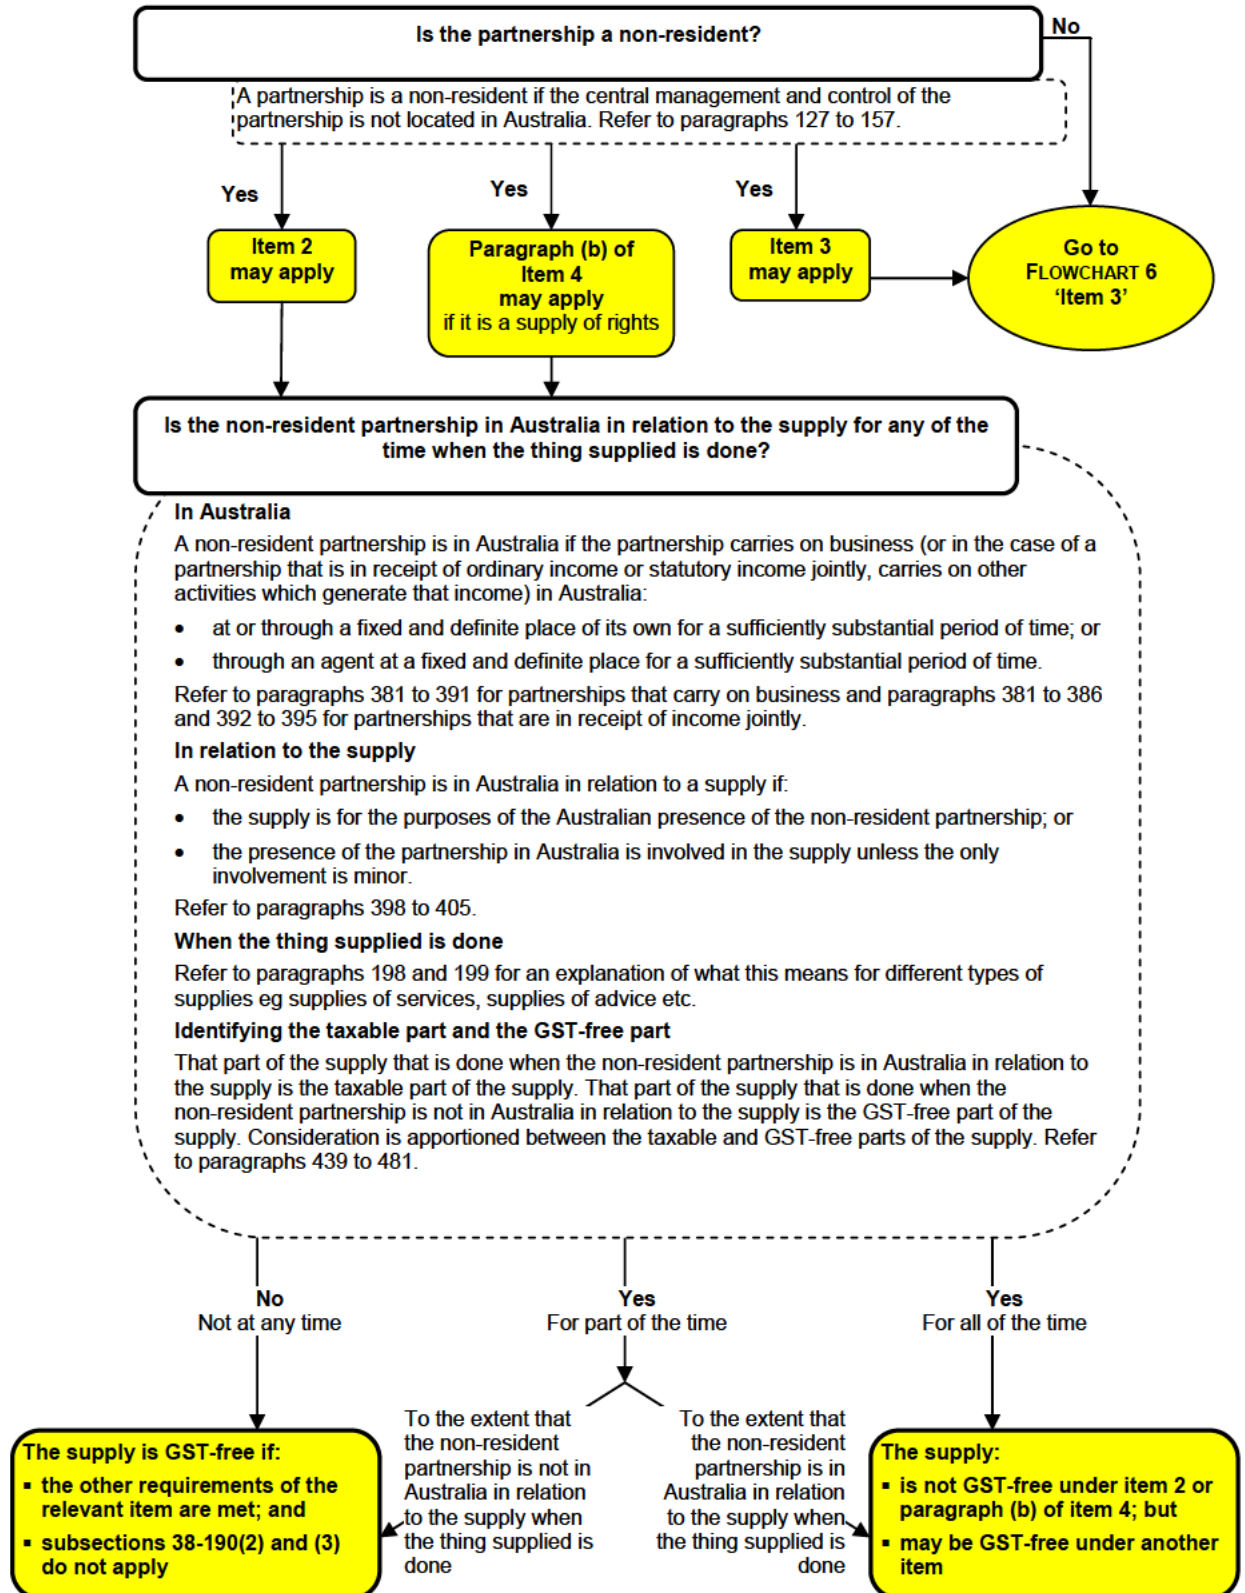 Is the partnership a non-resident?
No
A partnership is a non-resident if the central management and control of the
partnership is not located in Australia. Refer to paragraphs 127 to 157.
Yes
Yes
Yes
Item 2
may apply
Paragraph (b) of
Item 4
may apply
if it is a supply of rights
Item 3
may apply
Go to
FLOWCHART 6
‘Item 3’
Is the non-resident partnership in Australia in relation to the supply for any of the
time when the thing supplied is done?
In Australia
A non-resident partnership is in Australia if the partnership carries on business (or in the case of a
partnership that is in receipt of ordinary income or statutory income jointly, carries on other
activities which generate that income) in Australia:
• at or through a fixed and definite place of its own for a sufficiently substantial period of time; or
• through an agent at a fixed and definite place for a sufficiently substantial period of time.
Refer to paragraphs 381 to 391 for partnerships that carry on business and paragraphs 381 to 386
and 392 to 395 for partnerships that are in receipt of income jointly.
In relation to the supply
A non-resident partnership is in Australia in relation to a supply if:
• the supply is for the purposes of the Australian presence of the non-resident partnership; or
• the presence of the partnership in Australia is involved in the supply unless the only
involvement is minor.
Refer to paragraphs 398 to 405.
When the thing supplied is done
Refer to paragraphs 198 and 199 for an explanation of what this means for different types of
supplies eg supplies of services, supplies of advice etc.
Identifying the taxable part and the GST-free part
That part of the supply that is done when the non-resident partnership is in Australia in relation to
the supply is the taxable part of the supply. That part of the supply that is done when the
non-resident partnership is not in Australia in relation to the supply is the GST-free part of the
supply. Consideration is apportioned between the taxable and GST-free parts of the supply. Refer
to paragraphs 439 to 481.
No
Not at any time
Yes
For part of the time
Yes
For all of the time
The supply is GST-free if:
▪ the other requirements of the
relevant item are met; and
▪ subsections 38-190(2) and (3)
do not apply
To the extent that
the non-resident
partnership is not in
Australia in relation
to the supply when
the thing supplied is
done
To the extent that
the non-resident
partnership is in
Australia in relation
to the supply when
the thing supplied is
done
The supply:
▪ is not GST-free under item 2 or
paragraph (b) of item 4; but
▪ may be GST-free under another
item